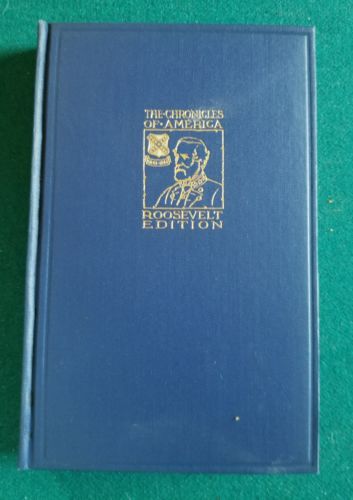 THE·CHRONICLES
OF·AMERICA
ROOSEVELT
EDITION